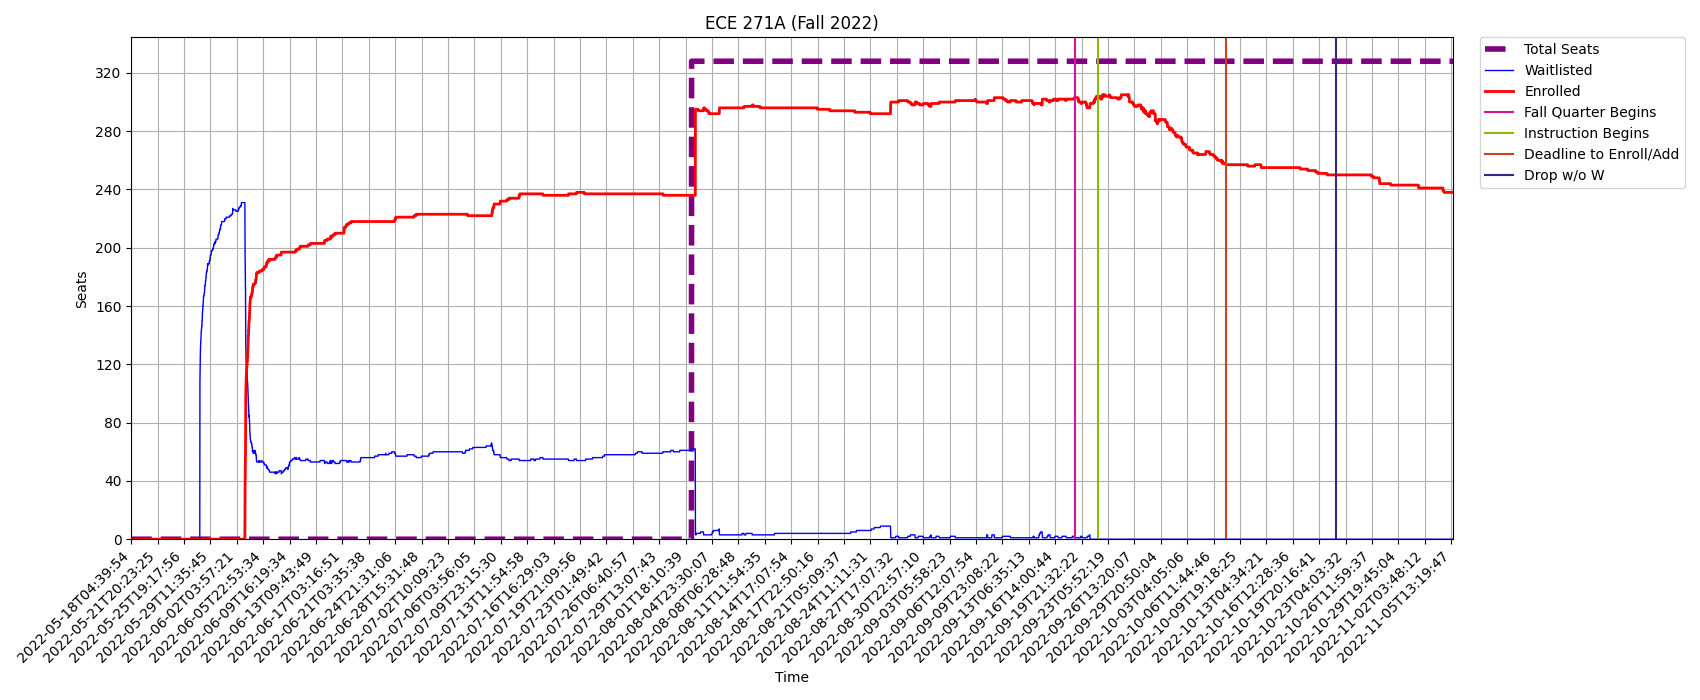 ECE 271A (Fall 2022)
Total Seats
Waitlisted
Enrolled
Fall Quarter Begins
Instruction Begins
Deadline to Enroll/Add
Drop w/o W
Seats
320
280
240
200
160
120
80
40
0
2022-05-18T04:39:54
2022-05-21T20:23:25
2022-05-25T19:17:56
2022-05-29T11:35:45
2022-06-02T03:57:21
2022-06-05T22:53:34
2022-06-09T16:19:34
2022-06-13T09:43:49
2022-06-17T03:16:51
2022-06-21T03:35:38
2022-06-24T21:31:06
2022-06-28T15:31:48
2022-07-02T10:09:23
2022-07-06T03:56:05
2022-07-09T23:15:30
2022-07-13T11:54:58
2022-07-16T16:29:03
2022-07-19T21:09:56
2022-07-23T01:49:42
2022-07-26T06:40:57
2022-07-29T13:07:43
2022-08-01T18:10:39
2022-08-04T23:30:07
2022-08-08T06:28:48
2022-08-11T11:54:35
2022-08-14T17:07:54
2022-08-17T22:50:16
2022-08-21T05:09:37
2022-08-24T11:11:31
2022-08-27T17:07:32
2022-08-30T22:57:10
2022-09-03T05:58:23
2022-09-06T12:07:54
2022-09-09T23:08:22
2022-09-13T06:35:13
2022-09-16T14:00:44
2022-09-19T21:32:22
2022-09-23T05:52:19
2022-09-26T13:20:07
2022-09-29T20:50:04
2022-10-03T04:05:06
2022-10-06T11:44:46
2022-10-09T19:18:25
2022-10-13T04:34:21
2022-10-16T12:28:36
2022-10-19T20:16:41
2022-10-23T04:03:32
2022-10-26T11:59:37
2022-10-29T19:45:04
2022-11-02T03:48:12
2022-11-05T13:19:47
Time